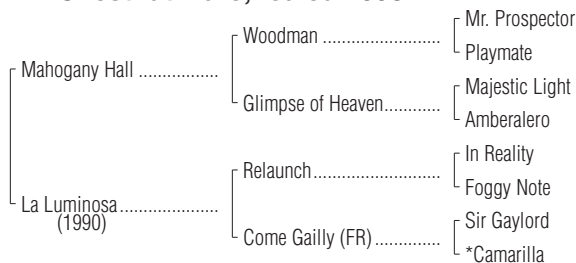 Mr. Prospector
Woodman
Playmate
Mahogany Hall
Majestic Light
Glimpse of Heaven
Amberalero
In Reality
Relaunch
Foggy Note
La Luminosa
(1990)
Sir Gaylord
Come Gailly (FR)
*Camarilla